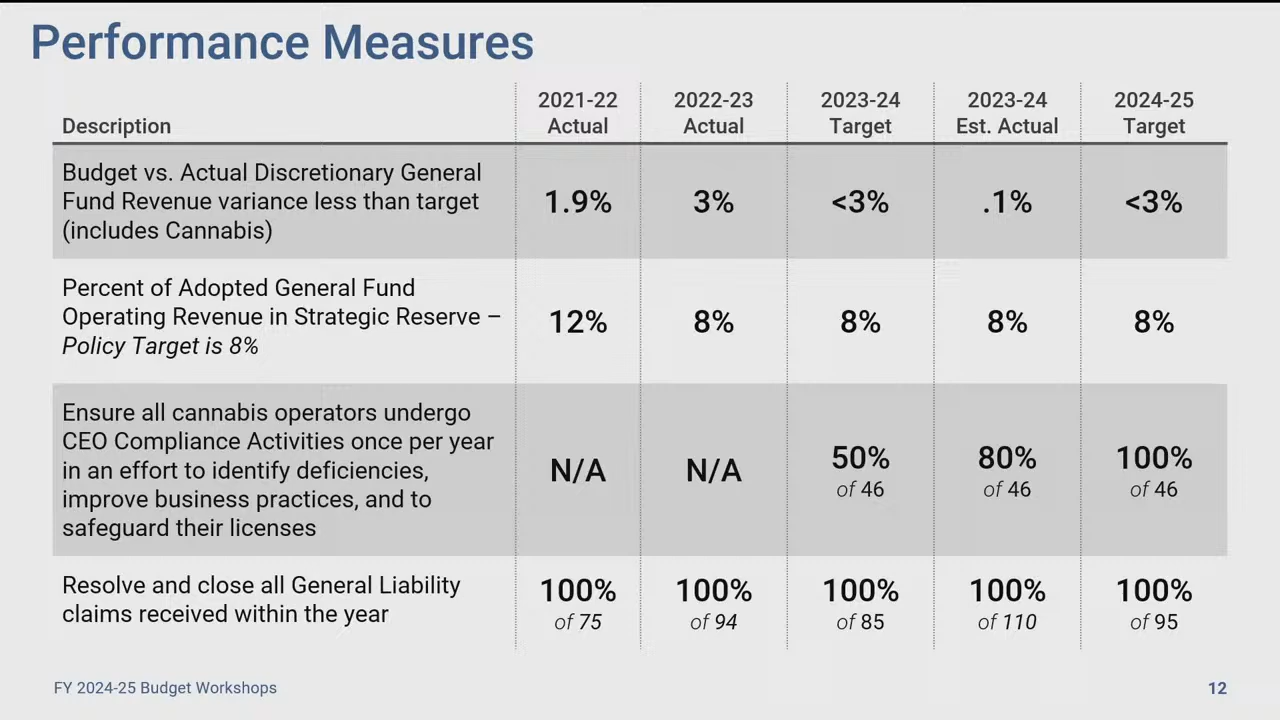 Performance Measures
Description
2021-22
Actual
2022-23
Actual
2023-24
Target
2023-24
Est. Actual
2024-25
Target
Budget vs. Actual Discretionary General
Fund Revenue variance less than target
(includes Cannabis)
1.9%
3%
<3%
.1%
<3%
Percent of Adopted General Fund
Operating Revenue in Strategic Reserve –
Policy Target is 8%
12%
8%
8%
8%
8%
Ensure all cannabis operators undergo
CEO Compliance Activities once per year
in an effort to identify deficiencies,
improve business practices, and to
safeguard their licenses
N/A
N/A
50%
of 46
80%
of 46
100%
of 46
Resolve and close all General Liability
claims received within the year
100%
of 75
100%
of 94
100%
of 85
100%
of 110
100%
of 95
FY 2024-25 Budget Workshops
12